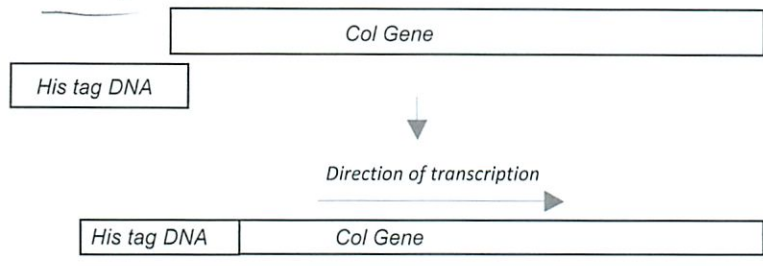 Col Gene
His tag DNA
Direction of transcription
His tag DNA
Col Gene